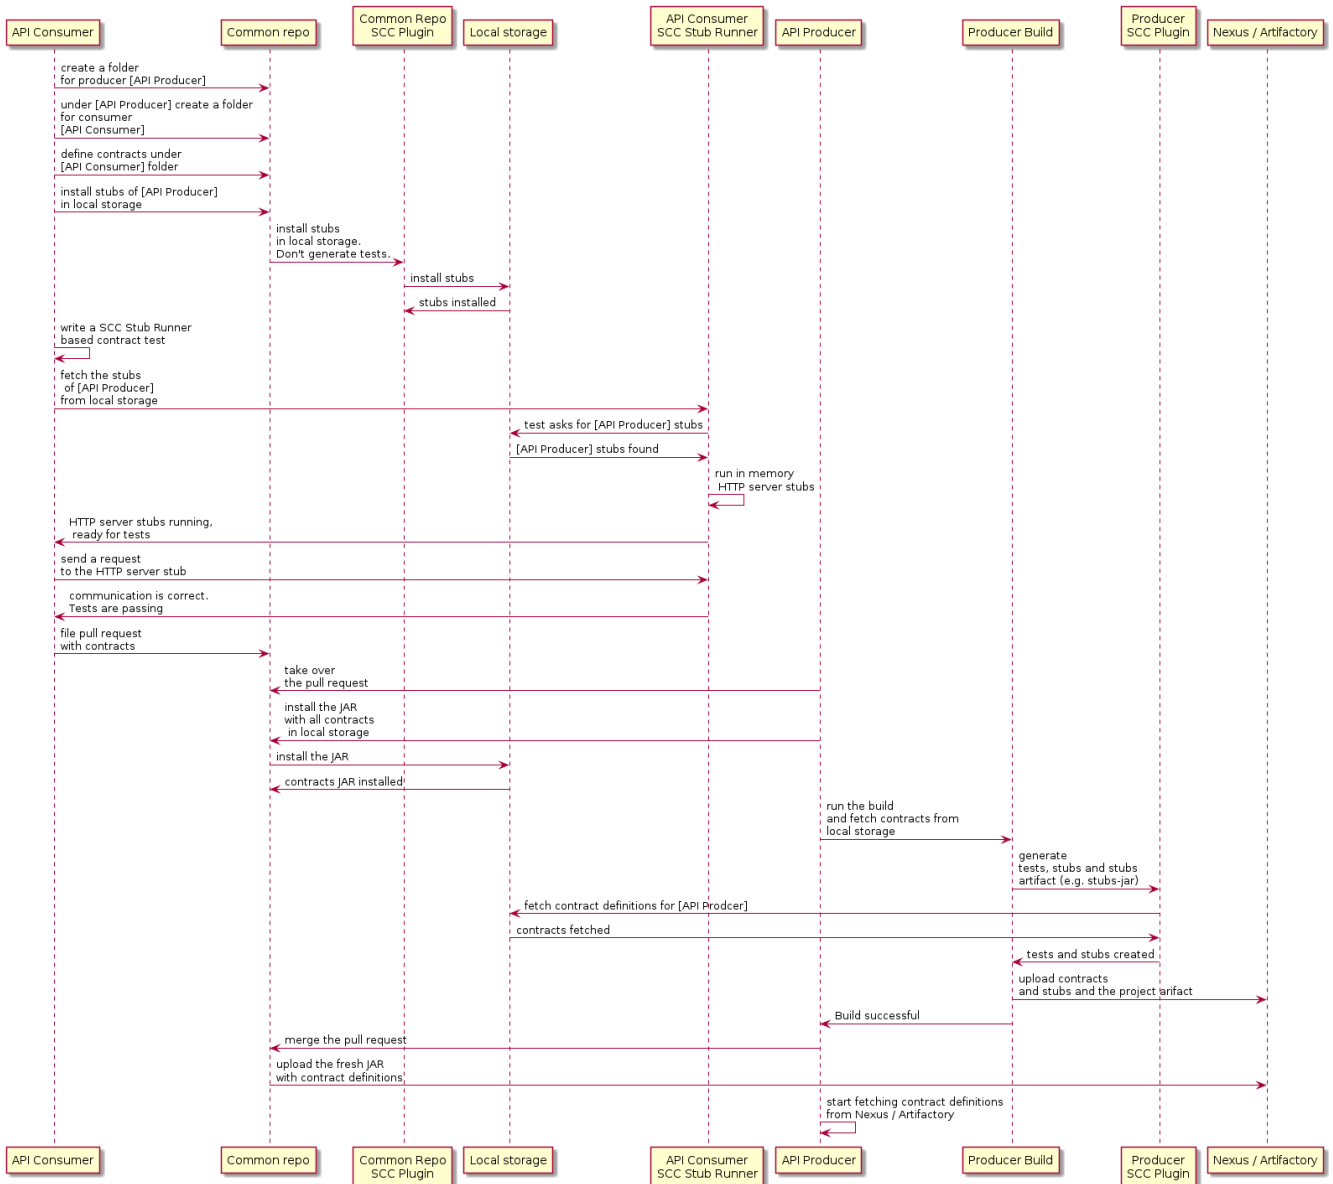 API Consumer
Common repo
Common Repo
SCC Plugin
Local storage
API Consumer
SCC Stub Runner
API Producer
Producer Build
Producer
SCC Plugin
Nexus / Artifactory
create a folder
for producer [API Producer]
under [API Producer] create a folder
for consumer
[API Consumer]
define contracts under
[API Consumer] folder
install stubs of [API Producer]
in local storage
install stubs
in local storage.
Don't generate tests.
install stubs
stubs installed
write a SCC Stub Runner
based contract test
fetch the stubs
of [API Producer]
from local storage
test asks for [API Producer] stubs
[API Producer] stubs found
run in memory
HTTP server stubs
HTTP server stubs running,
ready for tests
send a request
to the HTTP server stub
communication is correct.
Tests are passing
file pull request
with contracts
take over
the pull request
install the JAR
with all contracts
in local storage
install the JAR
contracts JAR installed
run the build
and fetch contracts from
local storage
generate
tests, stubs and stubs
artifact (e.g. stubs-jar)
fetch contract definitions for [API Prodcer]
contracts fetched
tests and stubs created
upload contracts
and stubs and the project arifact
Build successful
merge the pull request
upload the fresh JAR
with contract definitions
start fetching contract definitions
from Nexus / Artifactory
API Consumer
Common repo
Common Repo
SCC Plugin
Local storage
API Consumer
SCC Stub Runner
API Producer
Producer Build
Producer
SCC Plugin
Nexus / Artifactory